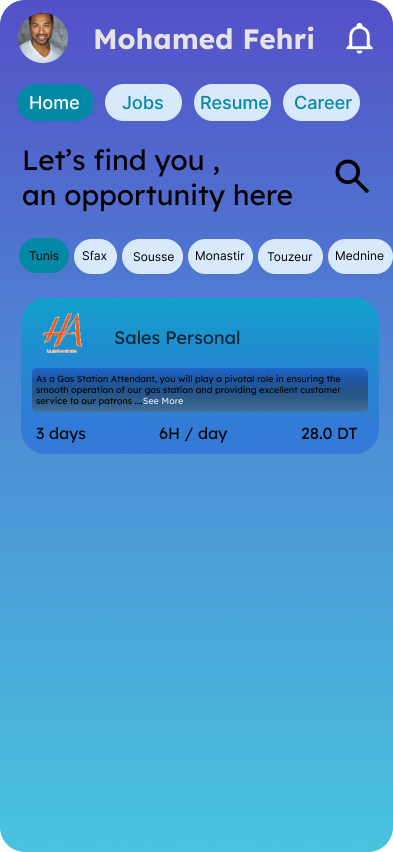 Mohamed Fehri
Home Jobs Resume Career
Let's find you ,
an opportunity here
Tunis Sfax Sousse Monastir Touzeur Mednine
HA
Sales Personal
As a Gas Station Attendant, you will play a pivotal role in ensuring the
smooth operation of our gas station and providing excellent customer
service to our patrons ... See More
3 days 6H / day 28.0 DT